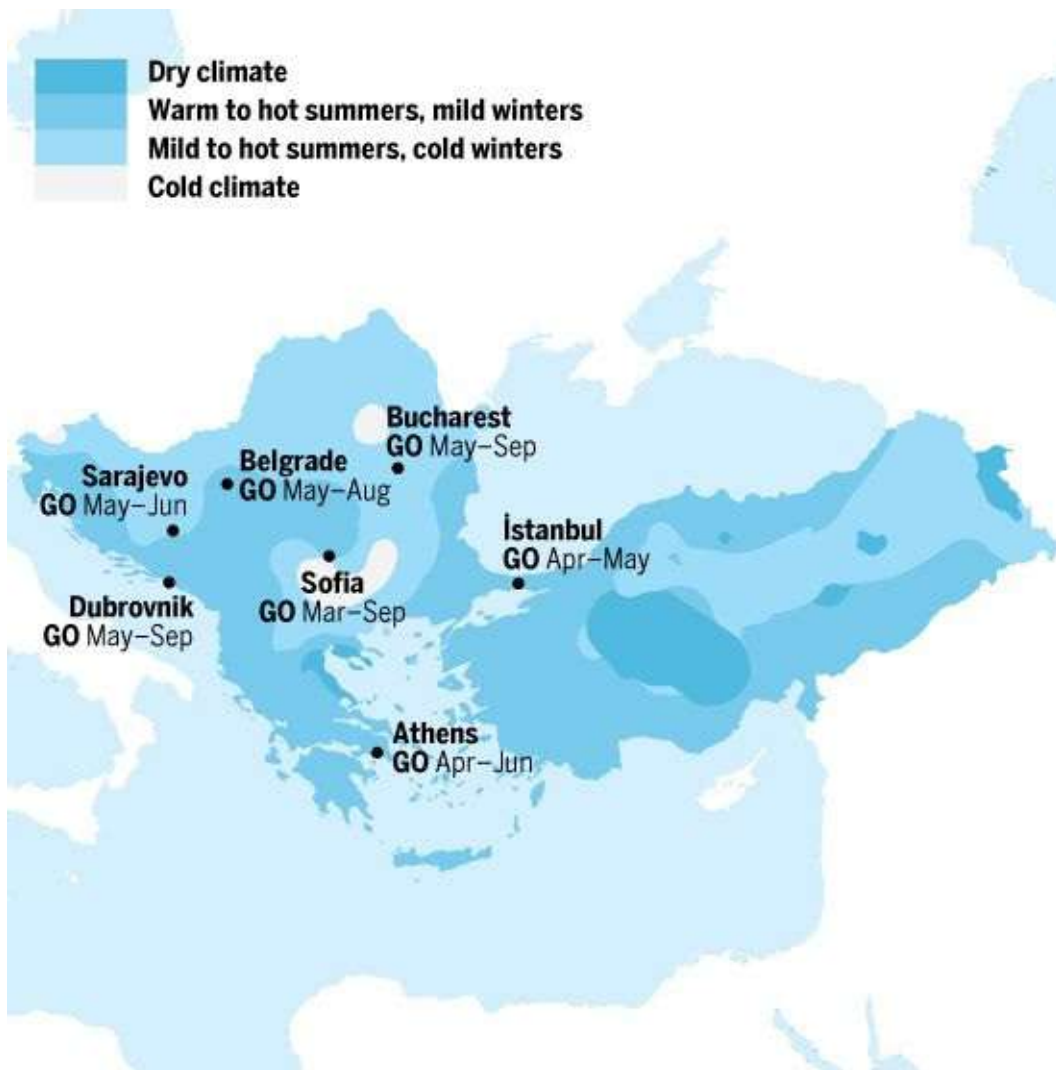 Dry climate
Warm to hot summers, mild winters
Mild to hot summers, cold winters
Cold climate
Bucharest
GO May–Sep
Belgrade
GO May–Aug
Sarajevo
GO May–Jun
İstanbul
GO Apr–May
Sofia
GO Mar–Sep
Dubrovnik
GO May–Sep
Athens
GO Apr–Jun